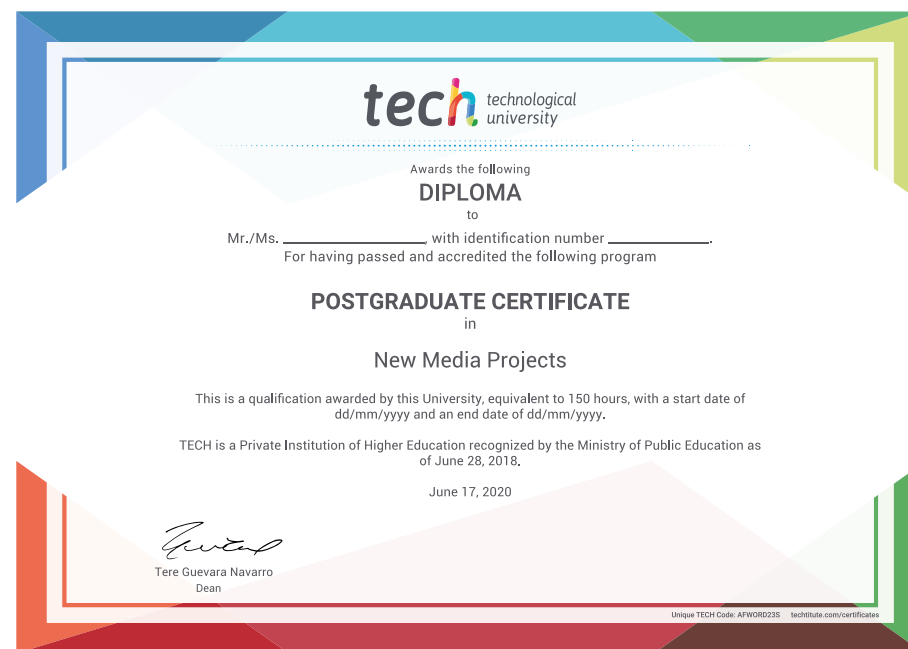 tech technological
university
Awards the following
DIPLOMA
to
Mr./Ms. ____________________, with identification number ______________.
For having passed and accredited the following program
POSTGRADUATE CERTIFICATE
in
New Media Projects
This is a qualification awarded by this University, equivalent to 150 hours, with a start date of
dd/mm/yyyy and an end date of dd/mm/yyyy.
TECH is a Private Institution of Higher Education recognized by the Ministry of Public Education as
of June 28, 2018.
June 17, 2020
Tere Guevara Navarro
Dean
Unique TECH Code: AFWORD23S techtitute.com/certificates